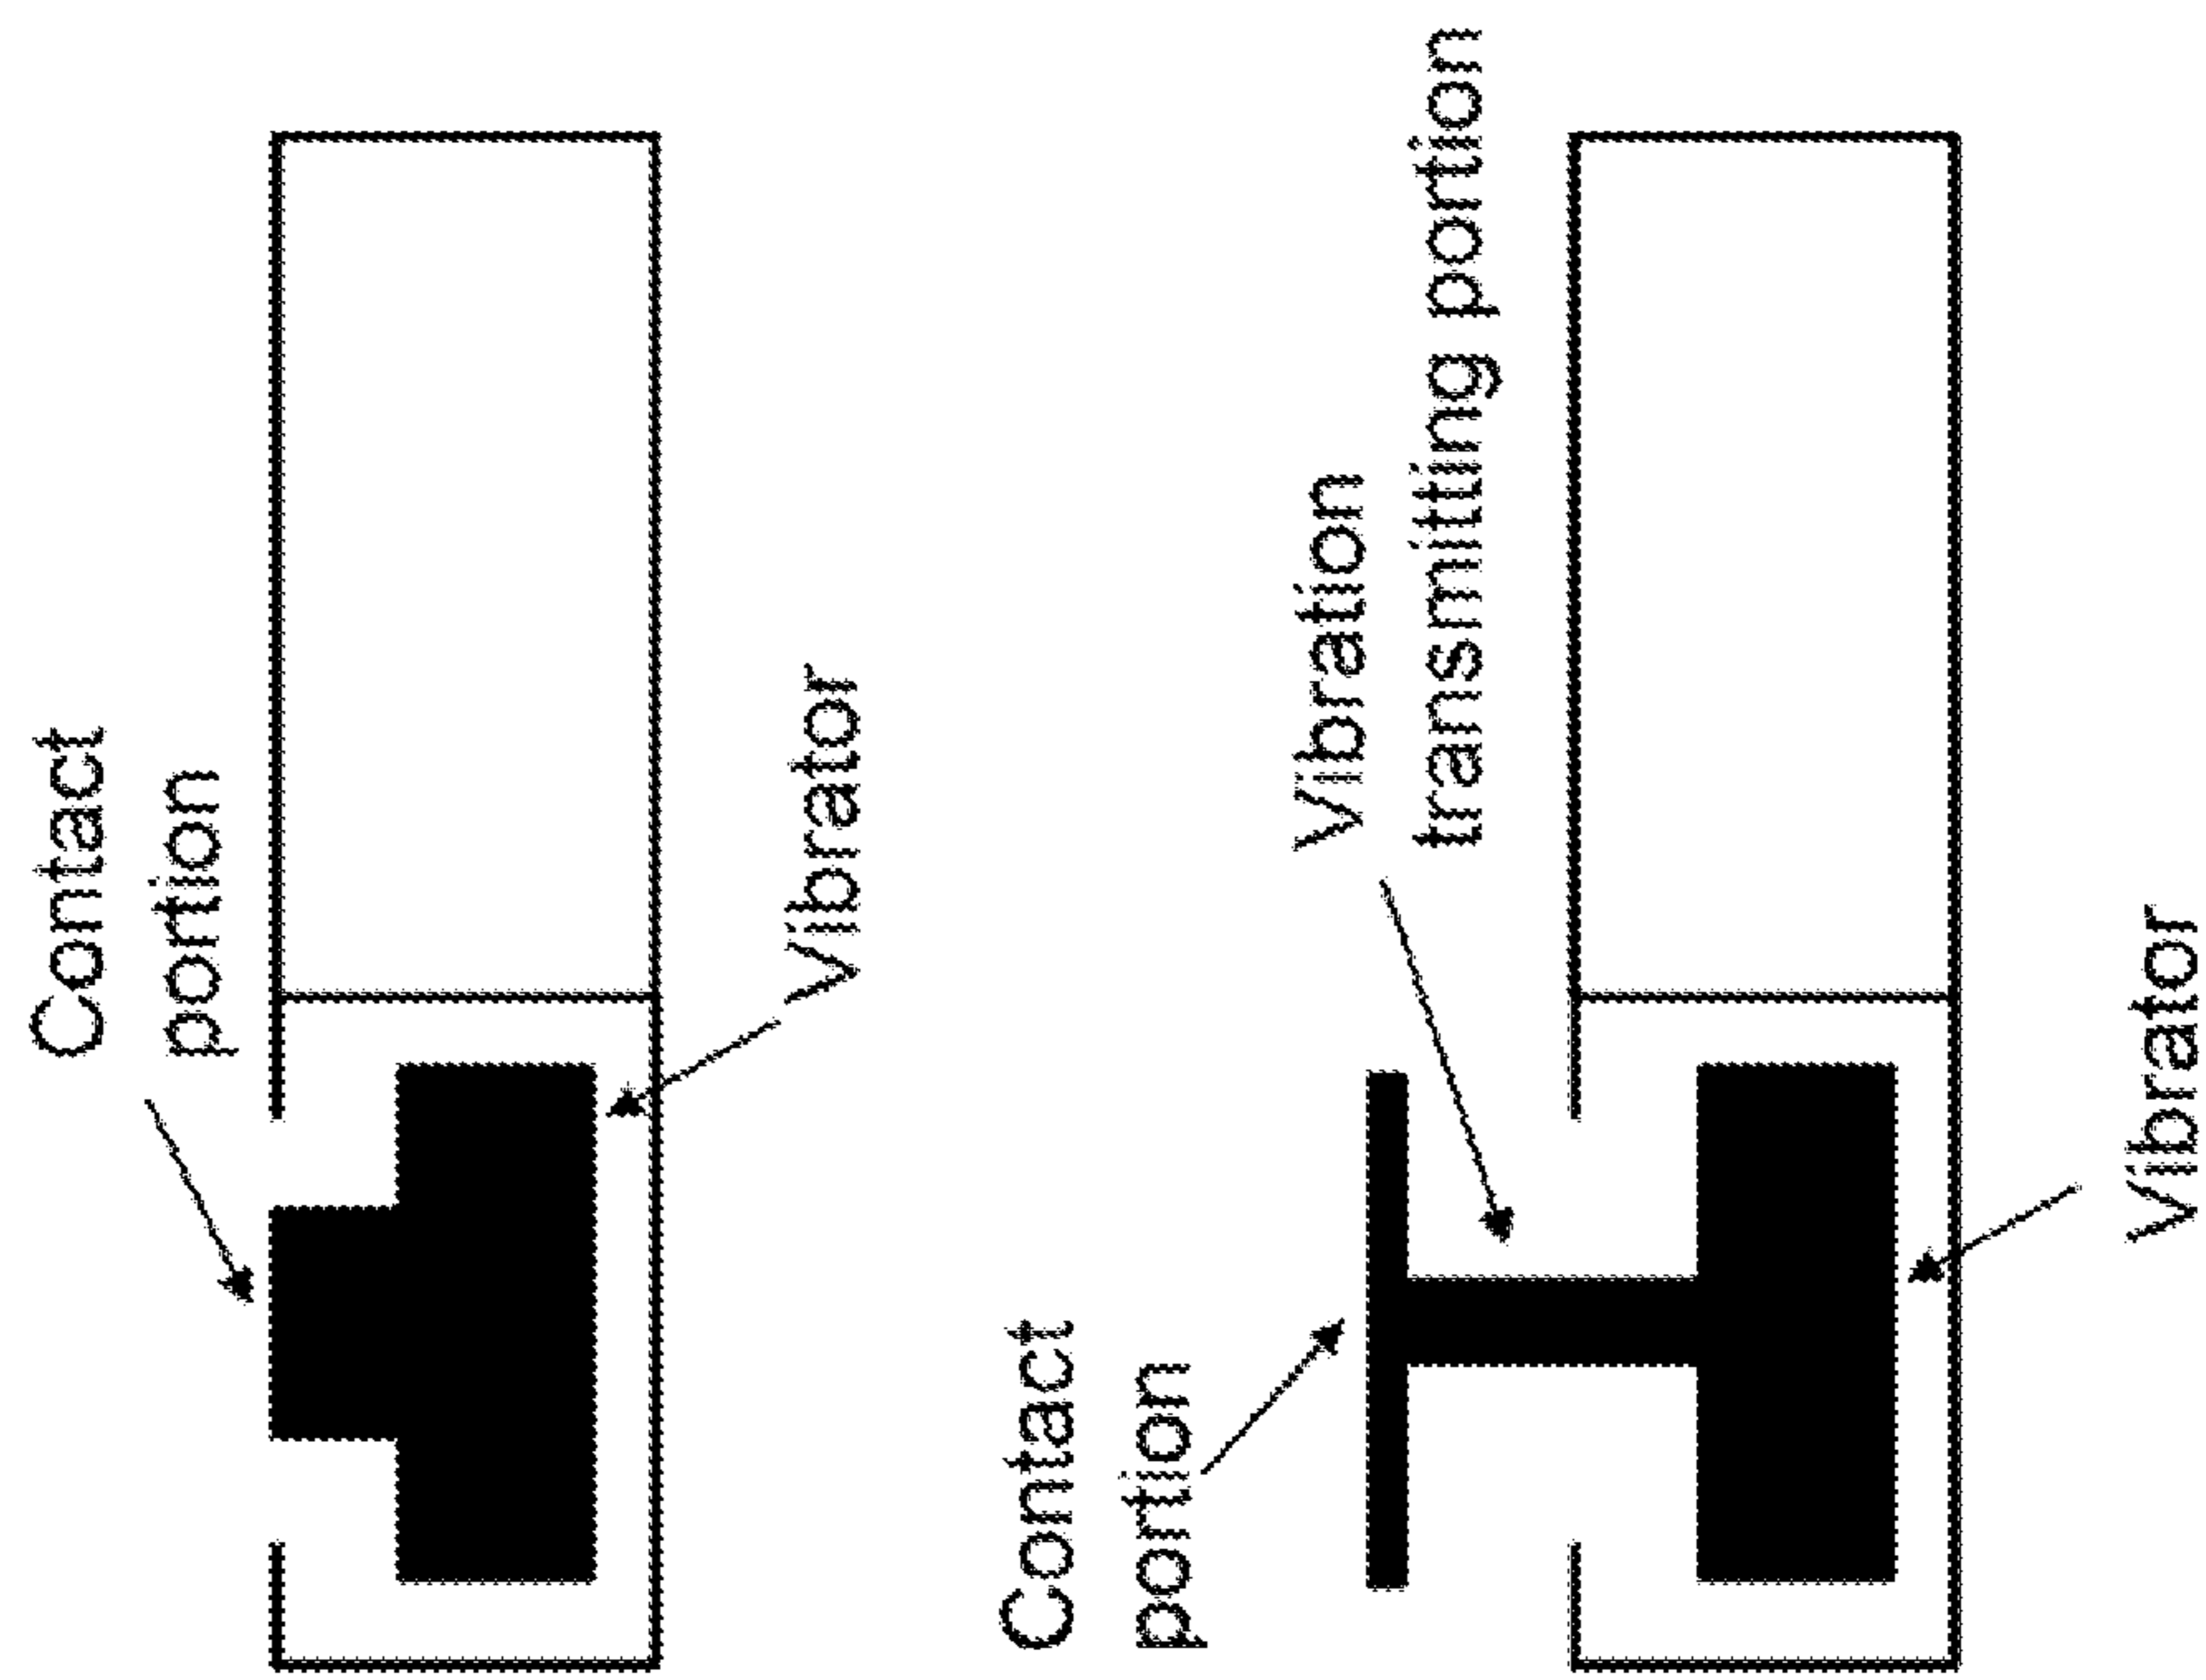 Contact
portion
Vibrator
Contact
portion
Vibration
transmitting portion
Vibrator